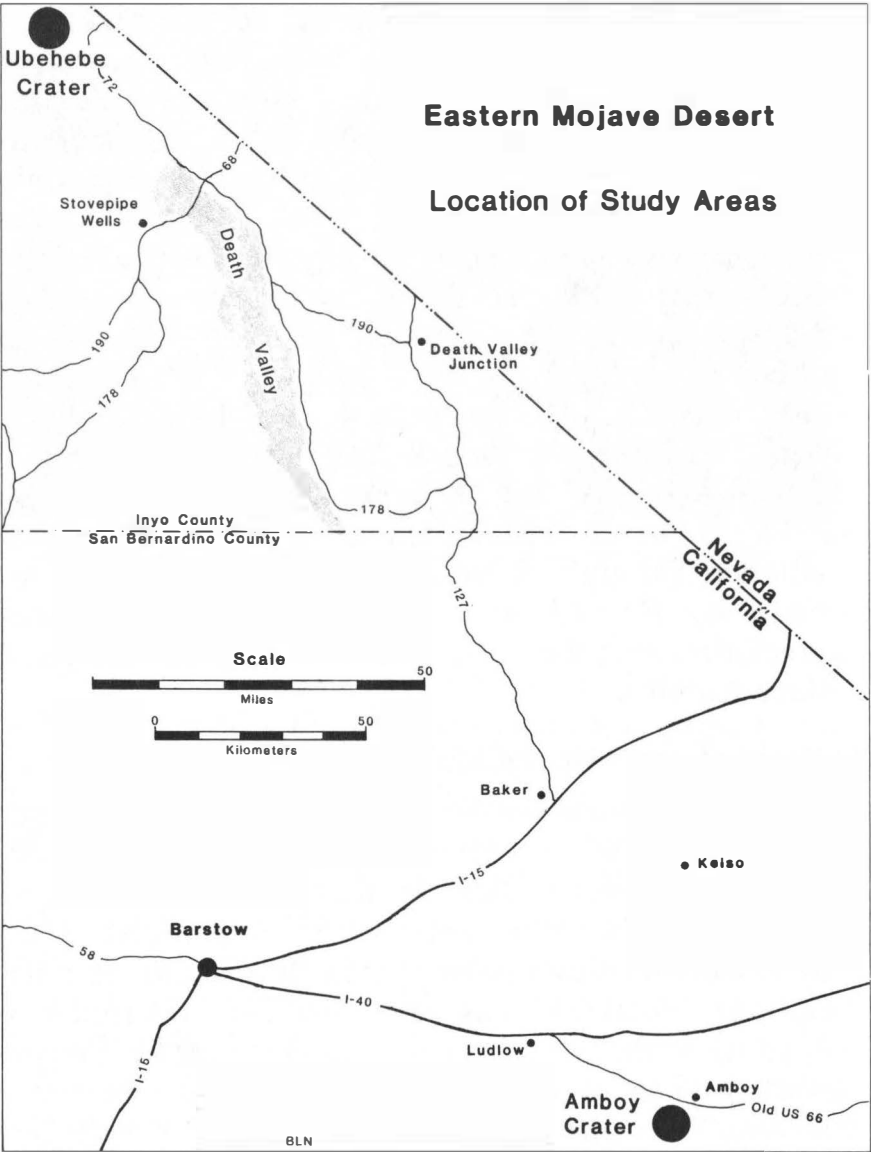 Ubehebe
Crater
72
Eastern Mojave Desert
Location of Study Areas
68
Stovepipe
Wells
Death
Valley
190
190
Death Valley
Junction
178
178
Inyo County
San Bernardino County
Nevada
California
127
Scale
50
Miles
0
50
Kilometers
Baker
Kelso
I-15
Barstow
58
I-40
I-15
Ludlow
Amboy
Old US 66
Amboy
Crater
BLN